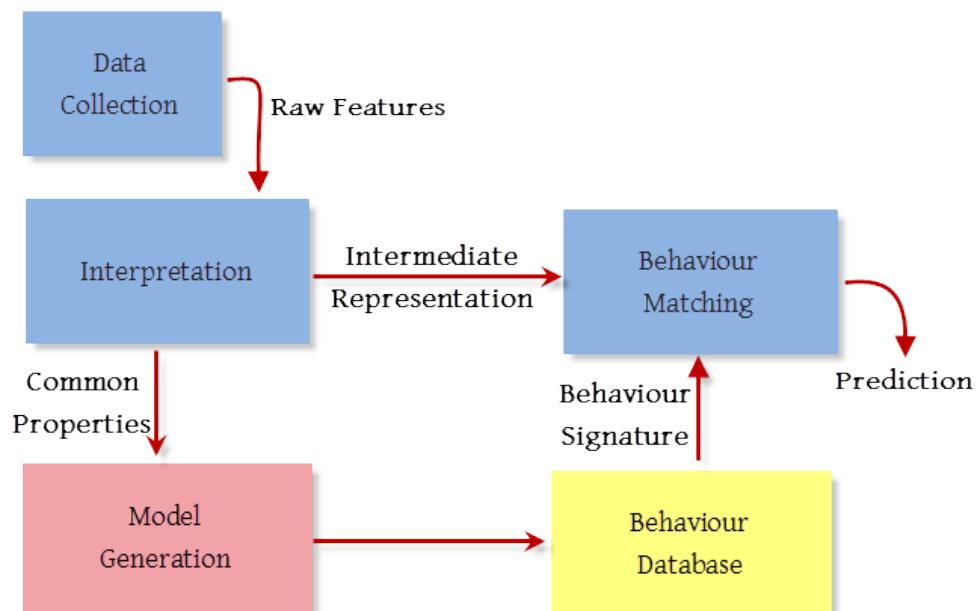 Data
Collection
Raw Features
Interpretation
Intermediate
Representation
Behaviour
Matching
Prediction
Common
Properties
Behaviour
Signature
Model
Generation
Behaviour
Database